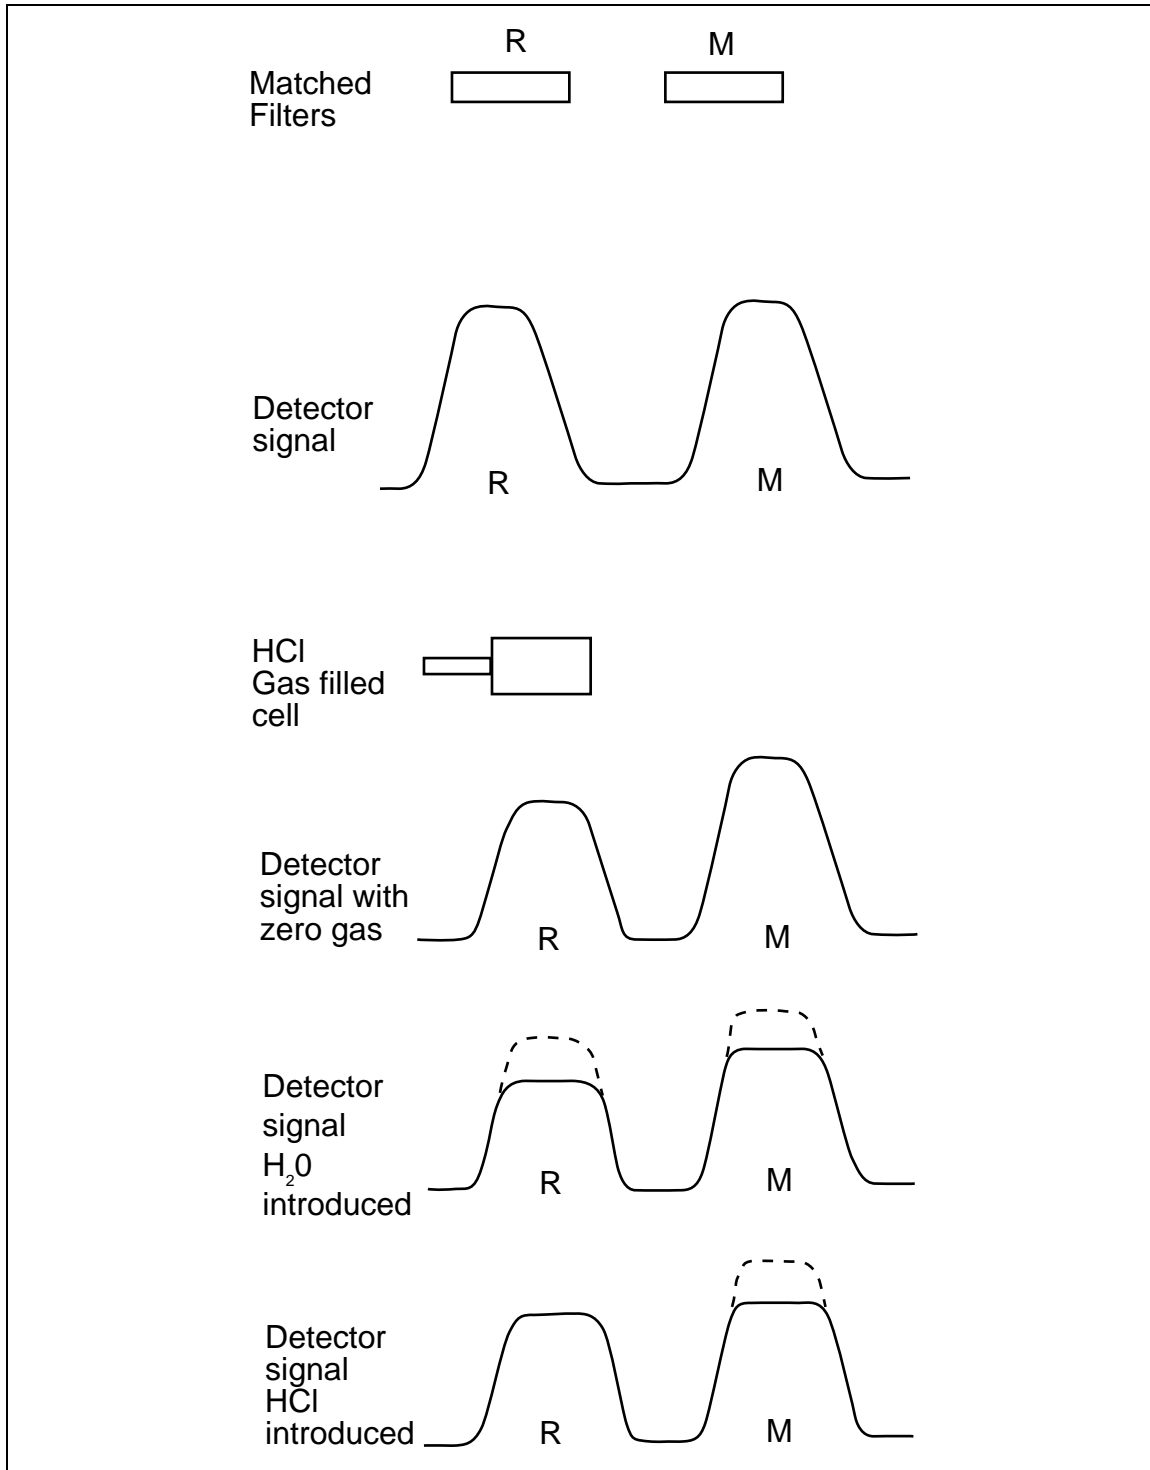 R M
Matched
Filters
Detector
signal
R M
HCl
Gas filled
cell
Detector
signal with
zero gas
R M
Detector
signal
H₂0
introduced
R M
Detector
signal
HCl
introduced
R M